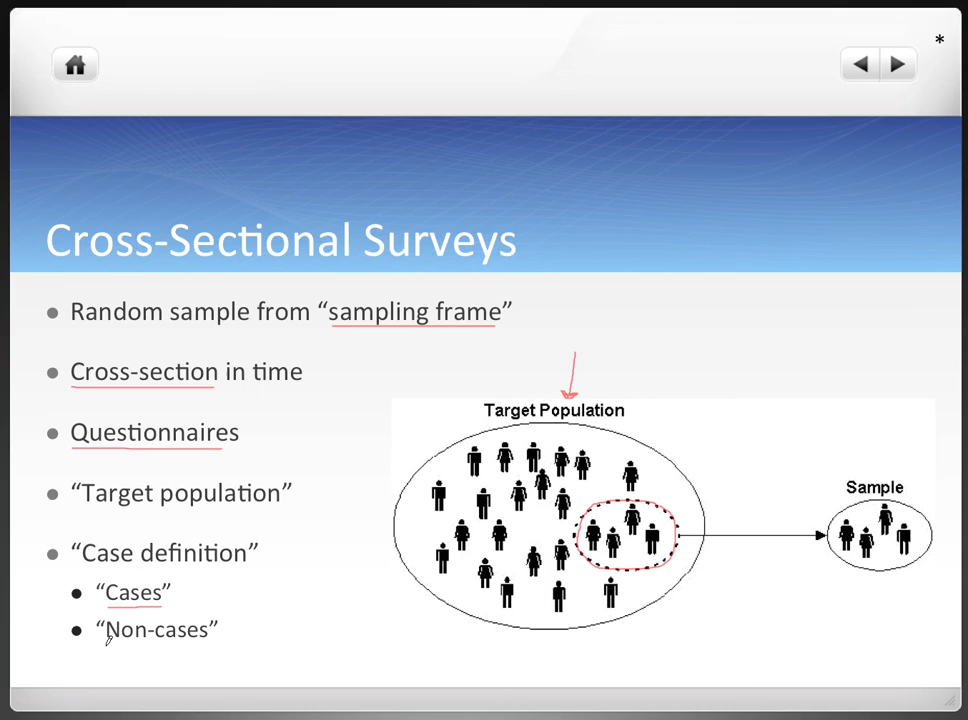 *
Cross-Sectional Surveys
Random sample from “sampling frame”
Cross-section in time
Questionnaires
“Target population”
“Case definition”
“Cases”
“Non-cases”
Target Population
Sample